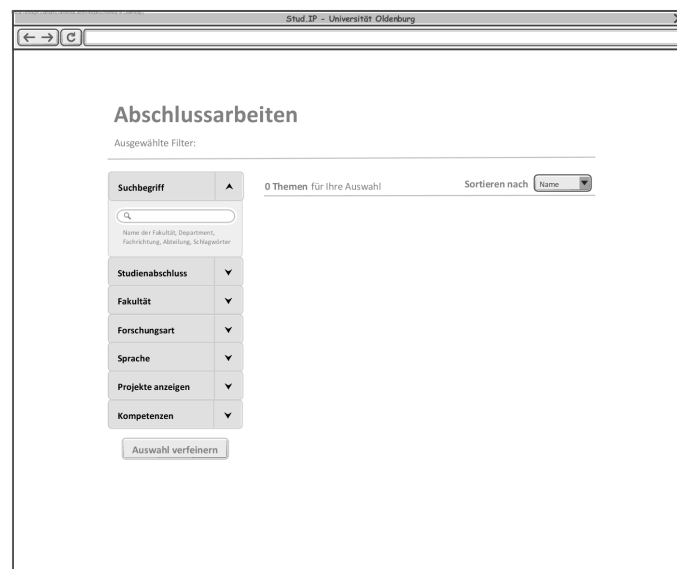 Stud.IP - Universität Oldenburg
Abschlussarbeiten
Ausgewählte Filter:
Suchbegriff
0 Themen für Ihre Auswahl
Sortieren nach Name
Name der Fakultät, Department,
Fachrichtung, Abteilung, Schlagwörter
Studienabschluss
Fakultät
Forschungsart
Sprache
Projekte anzeigen
Kompetenzen
Auswahl verfeinern